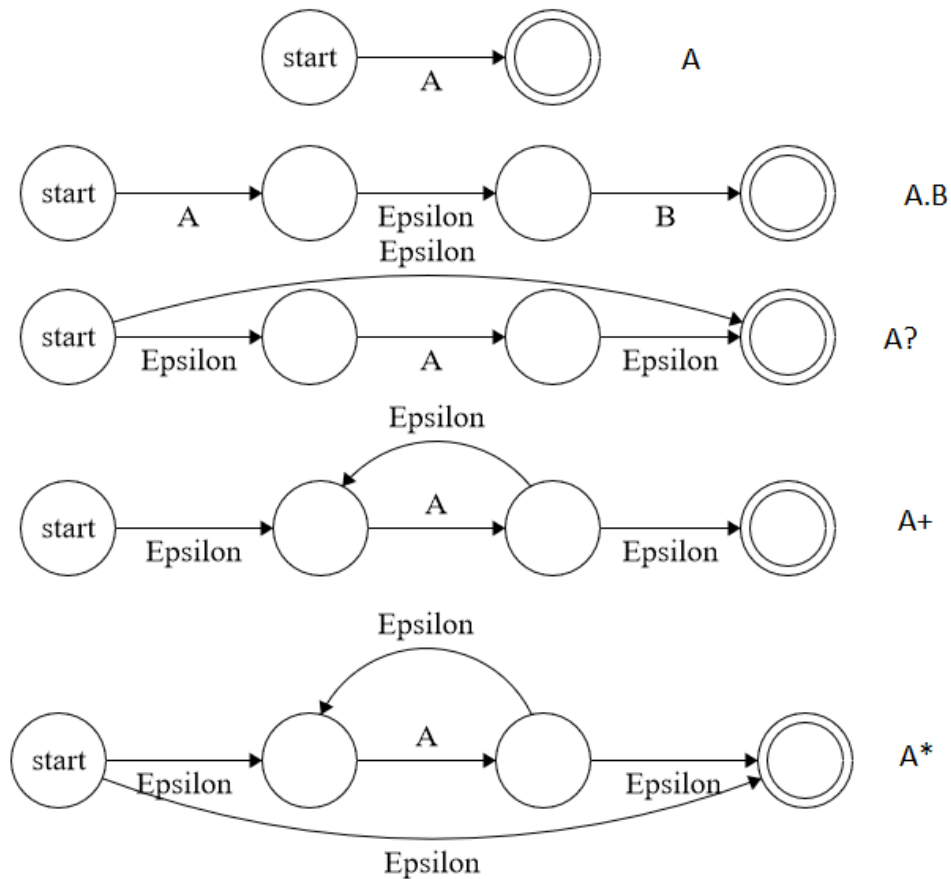 start A A
start A Epsilon B A.B
Epsilon
start Epsilon A Epsilon A?
Epsilon
start Epsilon A Epsilon A+
Epsilon
start Epsilon A Epsilon A*
Epsilon